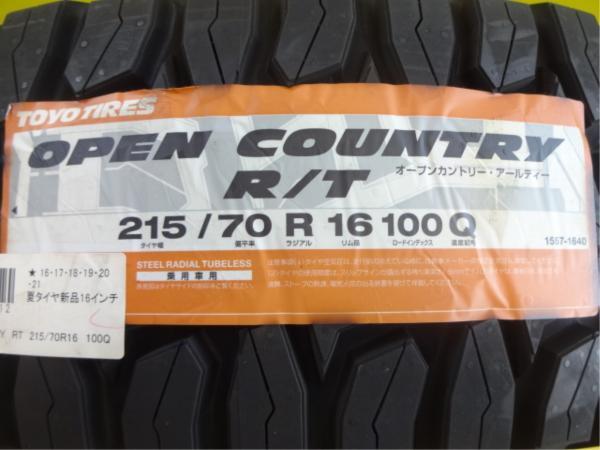 TOYO TIRES
OPEN COUNTRY
R/T
オープンカントリー・アールティー
215 / 70 R 16 100 Q
タイヤ幅 偏平率 ラジアル リム径 ロードインデックス 速度記号
1557-1640
STEEL RADIAL TUBELESS
乗用車用
★16-17-18-19-20
-21
夏タイヤ新品16インチ
12
Y RT 215/70R16 100Q